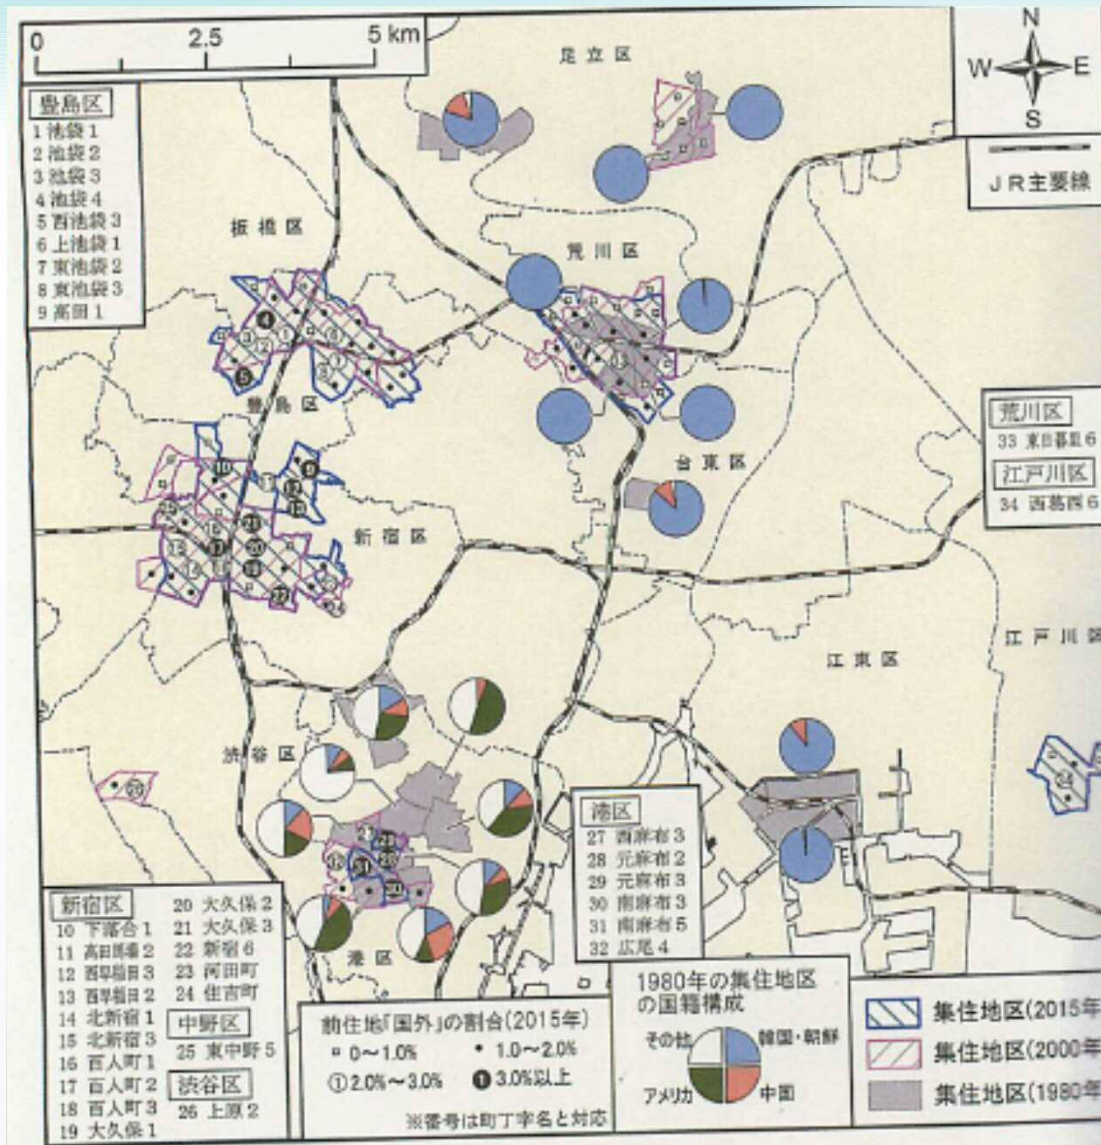 0 2.5 5 km
N
W E
S
JR主要線
足立区
板橋区
荒川区
豊島区
台東区
新宿区
江東区
江戸川区
渋谷区
港区
豊島区
1 池袋1
2 池袋2
3 池袋3
4 池袋4
5 西池袋3
6 上池袋1
7 東池袋2
8 東池袋3
9 高田1
荒川区
33 東日暮里6
江戸川区
34 西葛西6
港区
27 西麻布3
28 元麻布2
29 元麻布3
30 南麻布3
31 南麻布5
32 広尾4
新宿区
10 下落合1
11 高田馬場2
12 西早稲田3
13 西早稲田2
14 北新宿1
15 北新宿3
16 百人町1
17 百人町2
18 百人町3
19 大久保1
20 大久保2
21 大久保3
22 新宿6
23 河田町
24 住吉町
中野区
25 東中野5
渋谷区
26 上原2
前住地「国外」の割合(2015年)
0～1.0% 1.0～2.0%
① 2.0%～3.0% ❶ 3.0%以上
※番号は町丁字名と対応
1980年の集住地区
の国籍構成
その他 韓国・朝鮮
アメリカ 中国
集住地区(2015年
集住地区(2000年
集住地区(1980年